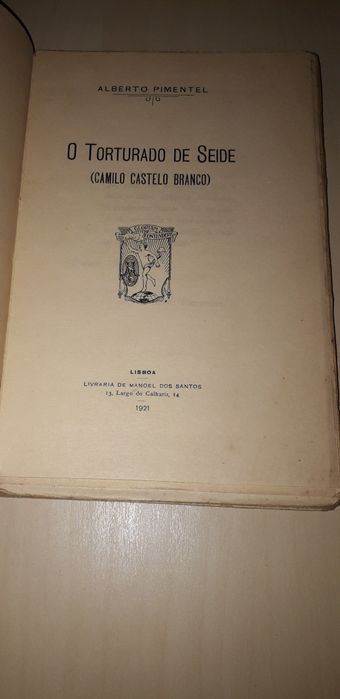 ALBERTO PIMENTEL
O TORTURADO DE SEIDE
(CAMILO CASTELO BRANCO)
LISBOA
LIVRARIA DE MANOEL DOS SANTOS
13, Largo do Calhariz, 14
1921